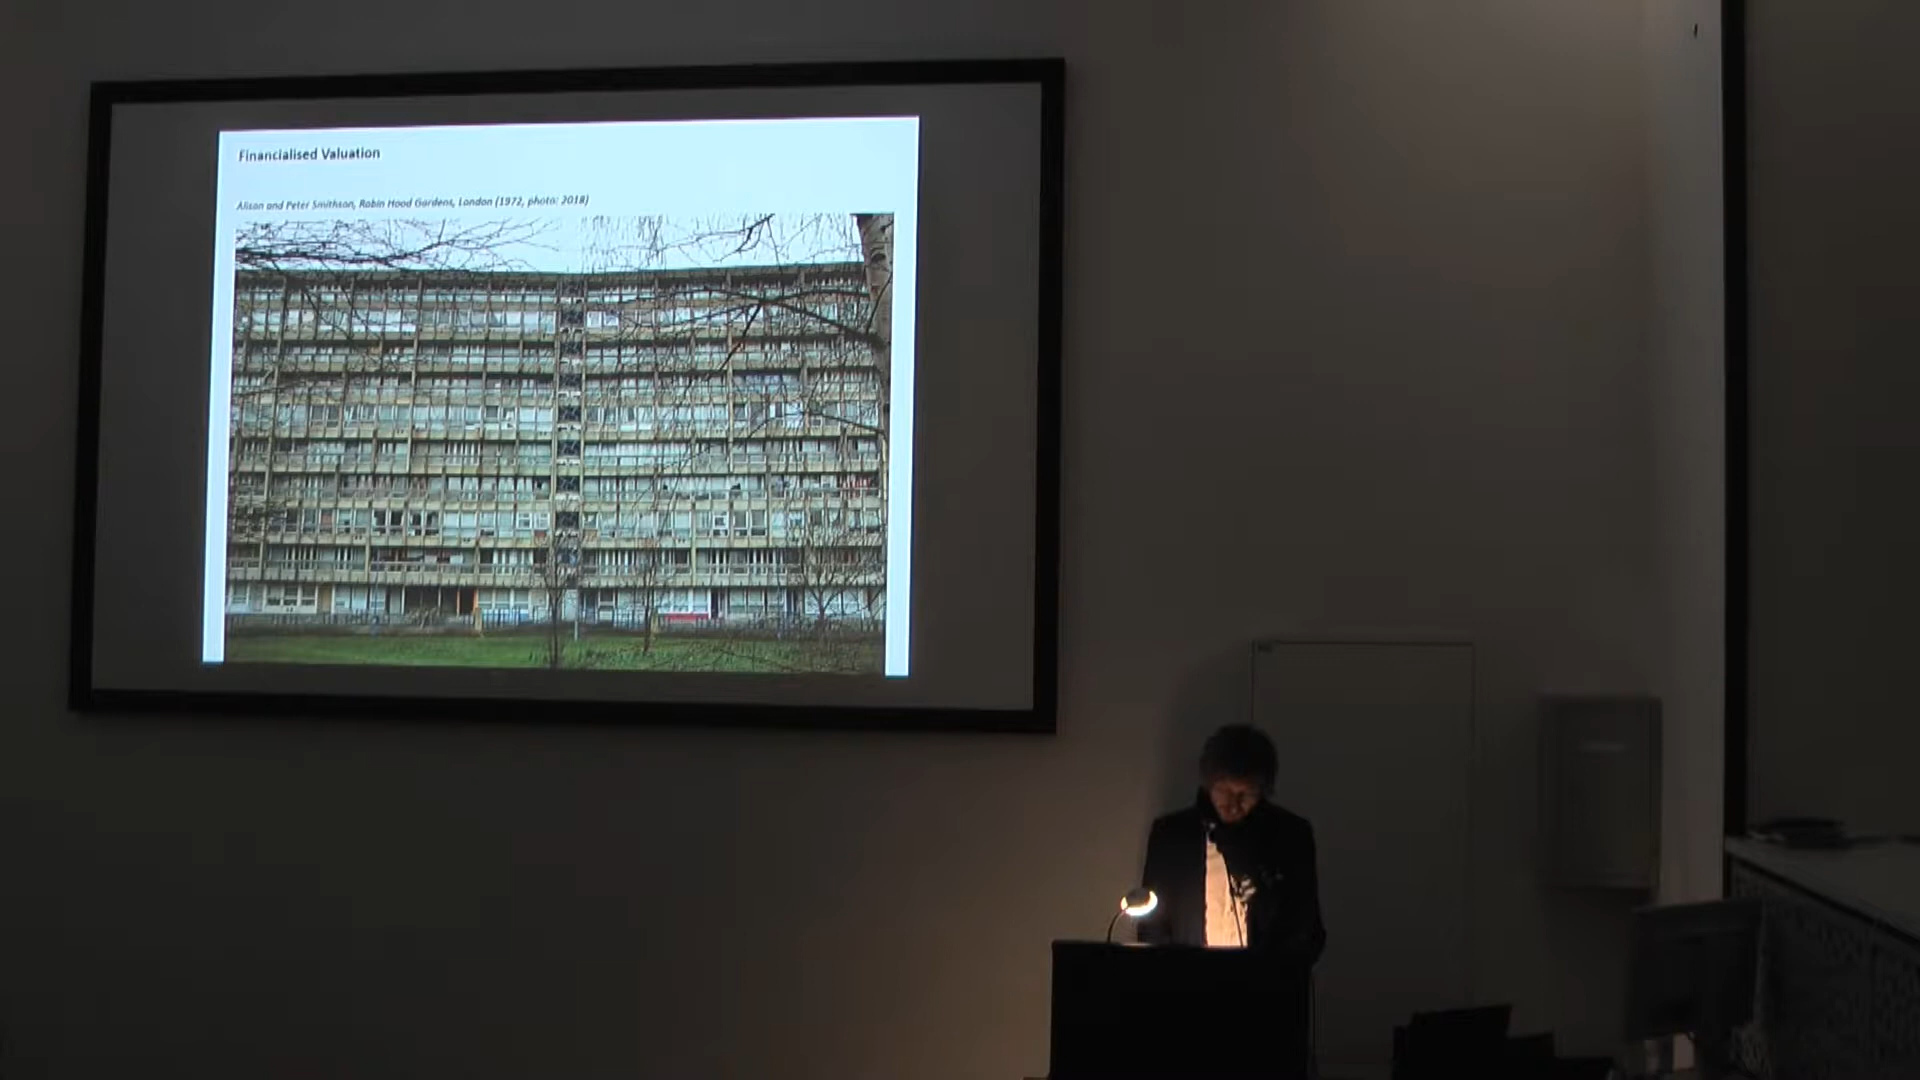 Financialised Valuation
Alison and Peter Smithson, Robin Hood Gardens, London (1972, photo: 2018)